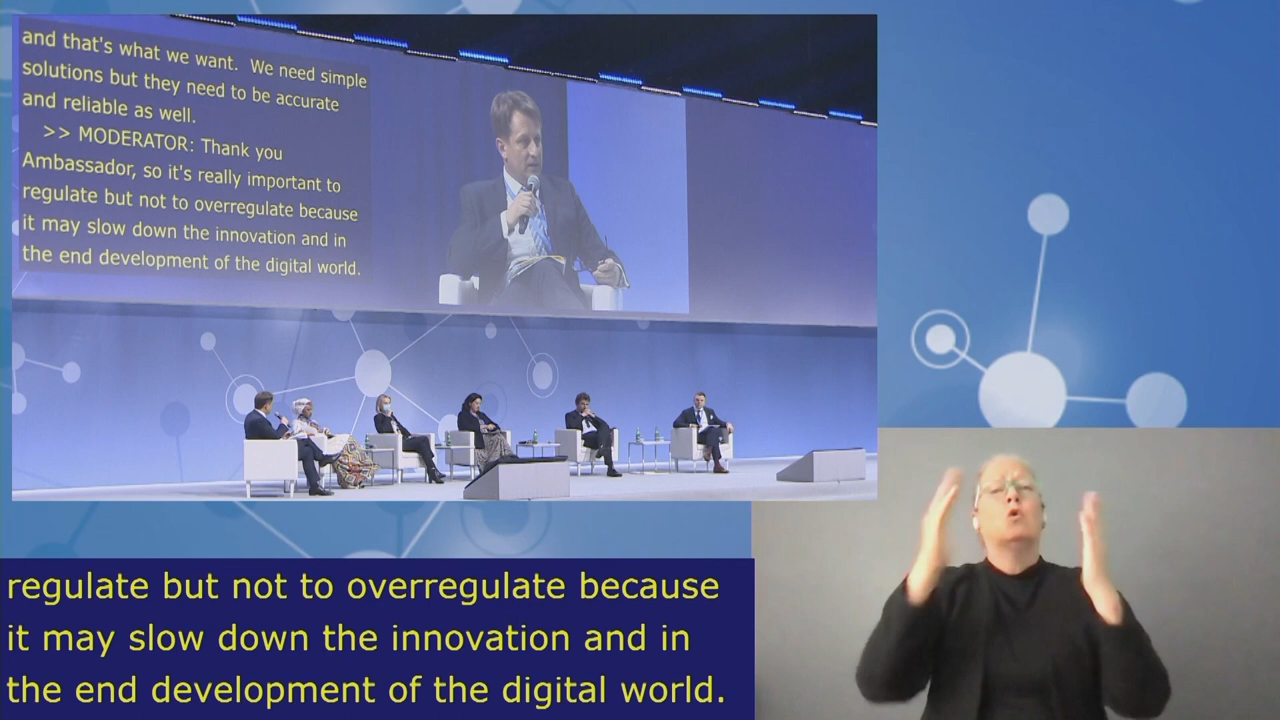 and that's what we want.  We need simple
solutions but they need to be accurate
and reliable as well.
>> MODERATOR: Thank you
Ambassador, so it's really important to
regulate but not to overregulate because
it may slow down the innovation and in
the end development of the digital world.
regulate but not to overregulate because
it may slow down the innovation and in
the end development of the digital world.